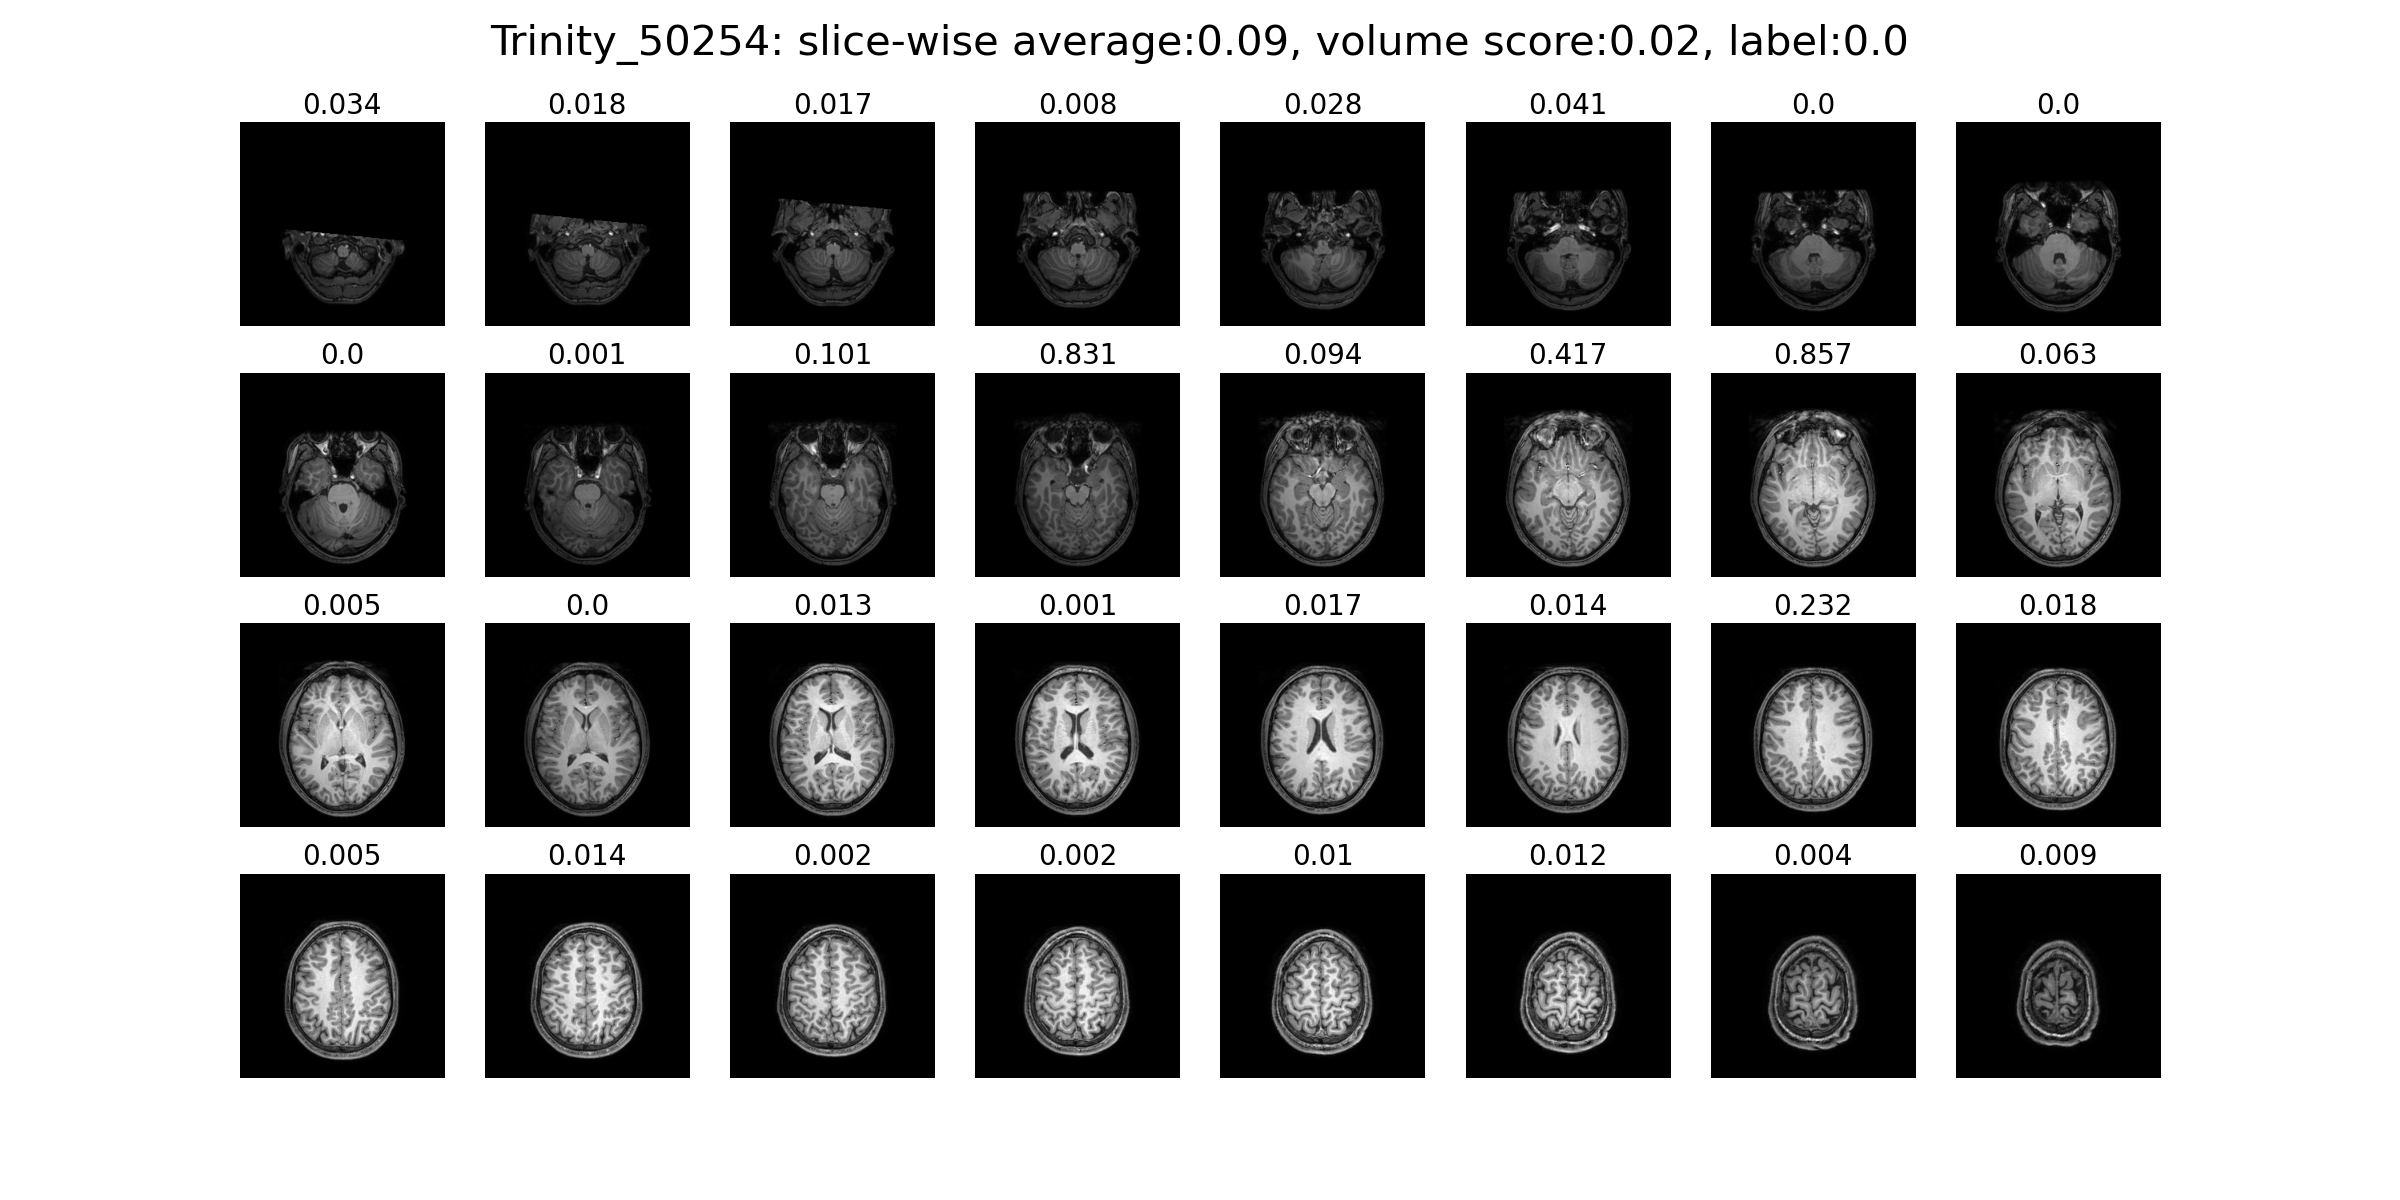 Trinity_50254: slice-wise average:0.09, volume score:0.02, label:0.0
0.034 0.018 0.017 0.008 0.028 0.041 0.0 0.0
0.0 0.001 0.101 0.831 0.094 0.417 0.857 0.063
0.005 0.0 0.013 0.001 0.017 0.014 0.232 0.018
0.005 0.014 0.002 0.002 0.01 0.012 0.004 0.009